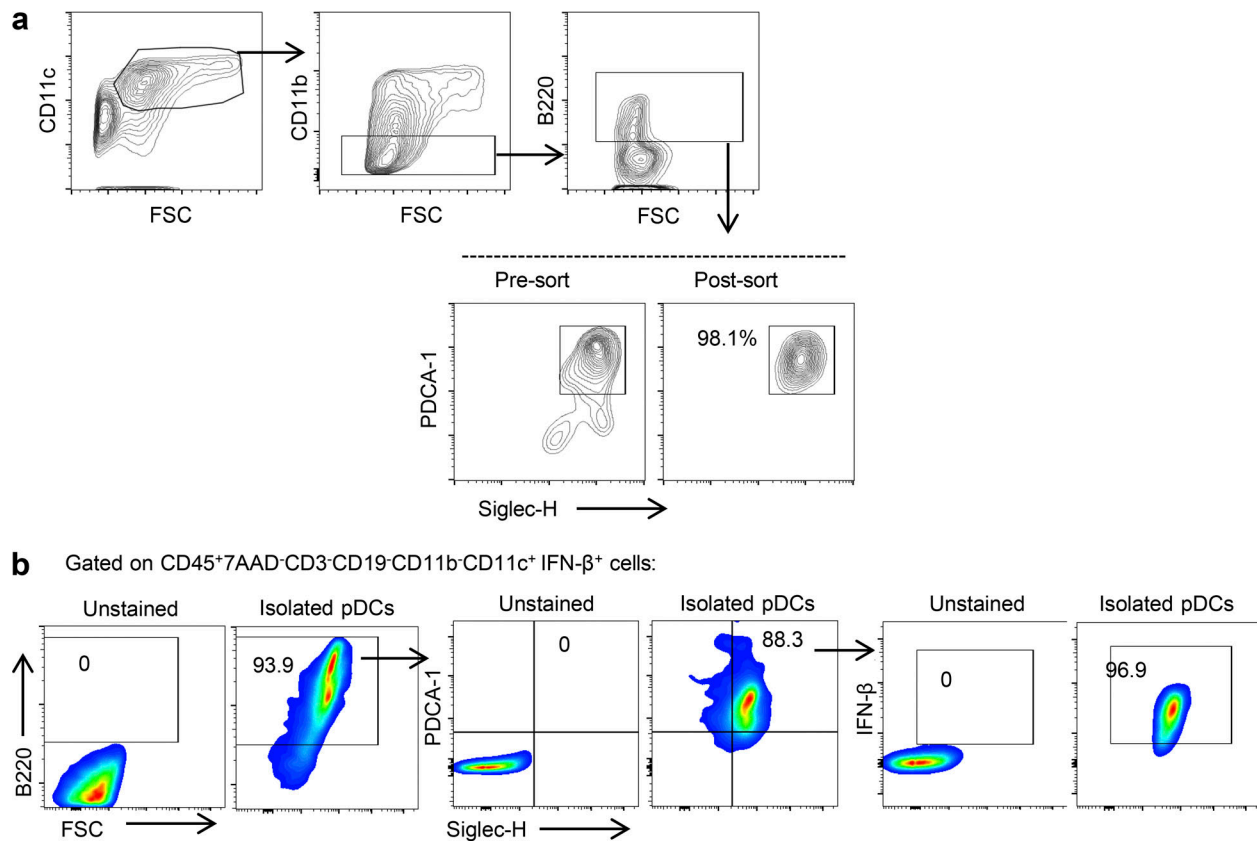 a
CD11c
FSC
CD11b
FSC
B220
FSC
Pre-sort
Post-sort
98.1%
PDCA-1
Siglec-H
b
Gated on CD45⁺7AAD⁻CD3⁻CD19⁻CD11b⁻CD11c⁺ IFN-β⁺ cells:
Unstained
Isolated pDCs
Unstained
Isolated pDCs
Unstained
Isolated pDCs
0
93.9
0
88.3
0
96.9
B220
FSC
PDCA-1
Siglec-H
IFN-β